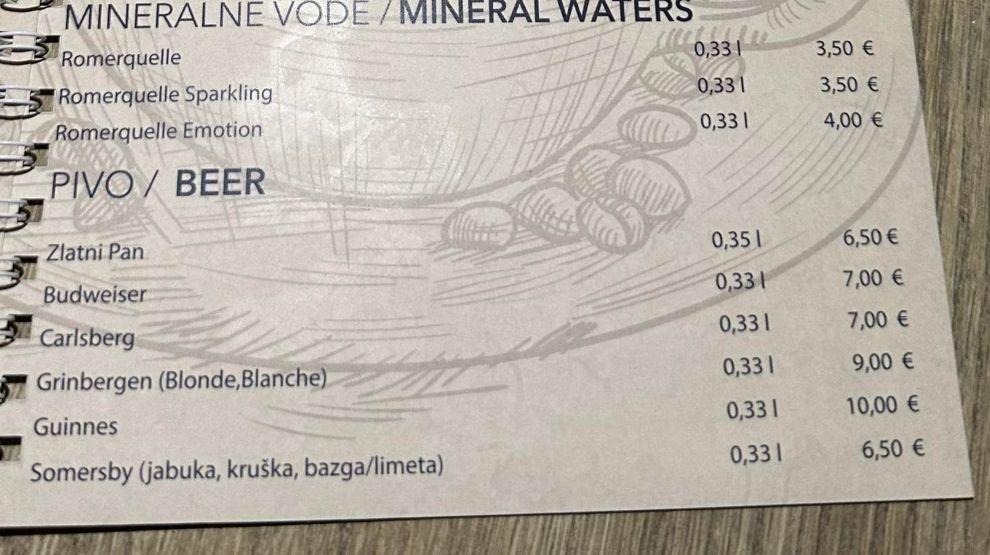 MINERALNE VODE / MINERAL WATERS
Romerquelle 0,33 l 3,50 €
Romerquelle Sparkling 0,33 l 3,50 €
Romerquelle Emotion 0,33 l 4,00 €
PIVO / BEER
Zlatni Pan 0,35 l 6,50 €
Budweiser 0,33 l 7,00 €
Carlsberg 0,33 l 7,00 €
Grinbergen (Blonde,Blanche) 0,33 l 9,00 €
Guinnes 0,33 l 10,00 €
Somersby (jabuka, kruška, bazga/limeta) 0,33 l 6,50 €